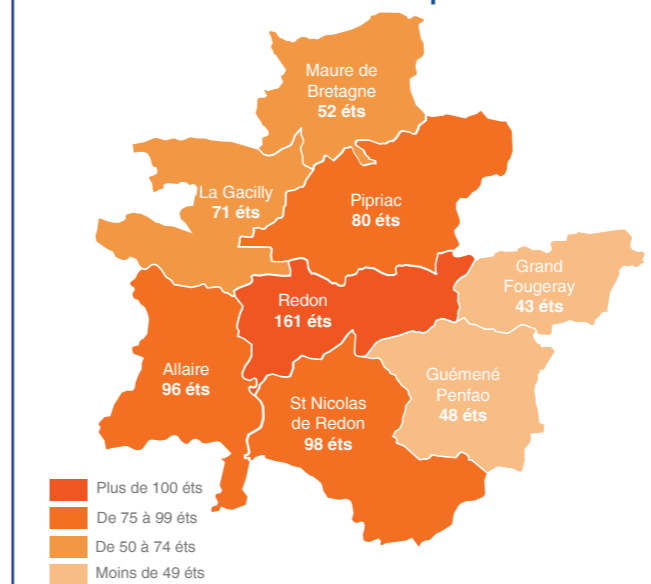 Maure de
Bretagne
52 éts
La Gacilly
71 éts
Pipriac
80 éts
Grand
Fougeray
43 éts
Redon
161 éts
Allaire
96 éts
Guémené
Penfao
48 éts
St Nicolas
de Redon
98 éts
Plus de 100 éts
De 75 à 99 éts
De 50 à 74 éts
Moins de 49 éts